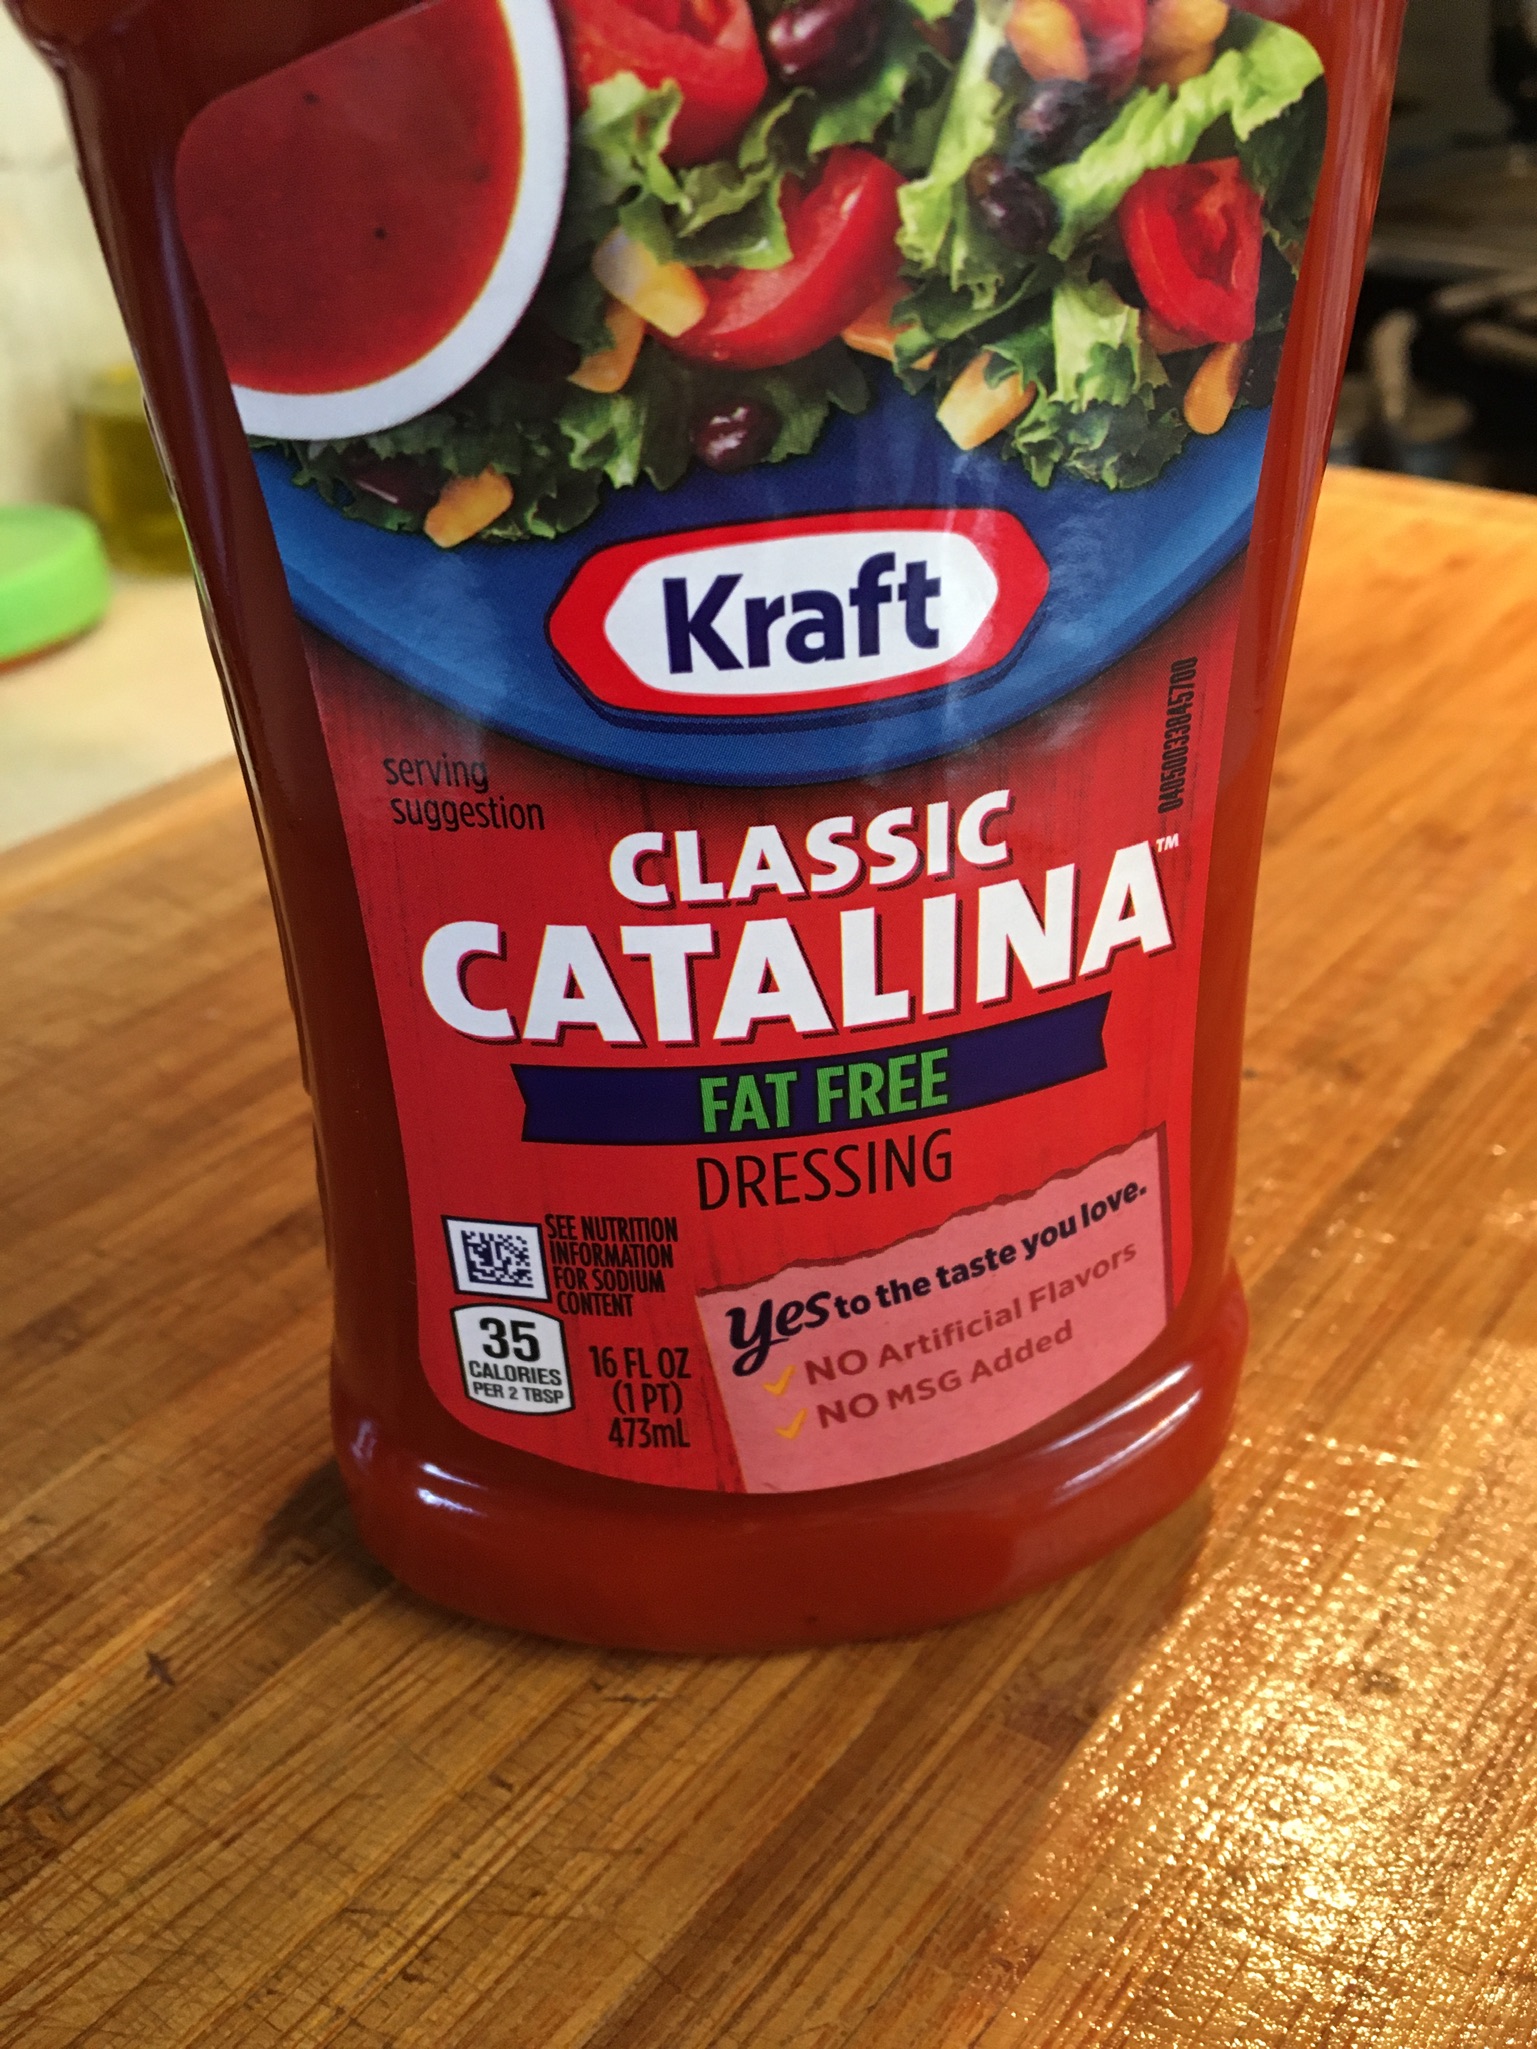 Kraft
serving
suggestion
CLASSIC
CATALINA™
FAT FREE
DRESSING
SEE NUTRITION
INFORMATION
FOR SODIUM
CONTENT
35
CALORIES
PER 2 TBSP
16 FL OZ
(1 PT)
473mL
yes to the taste you love.
NO Artificial Flavors
NO MSG Added